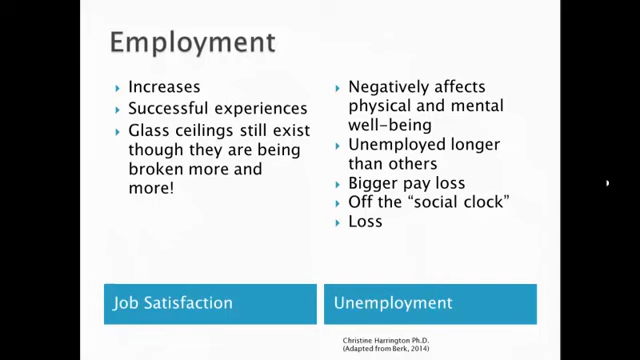 Employment
Increases
Successful experiences
Glass ceilings still exist
though they are being
broken more and
more!
Negatively affects
physical and mental
well-being
Unemployed longer
than others
Bigger pay loss
Off the “social clock”
Loss
Job Satisfaction
Unemployment
Christine Harrington Ph.D.
(Adapted from Berk, 2014)